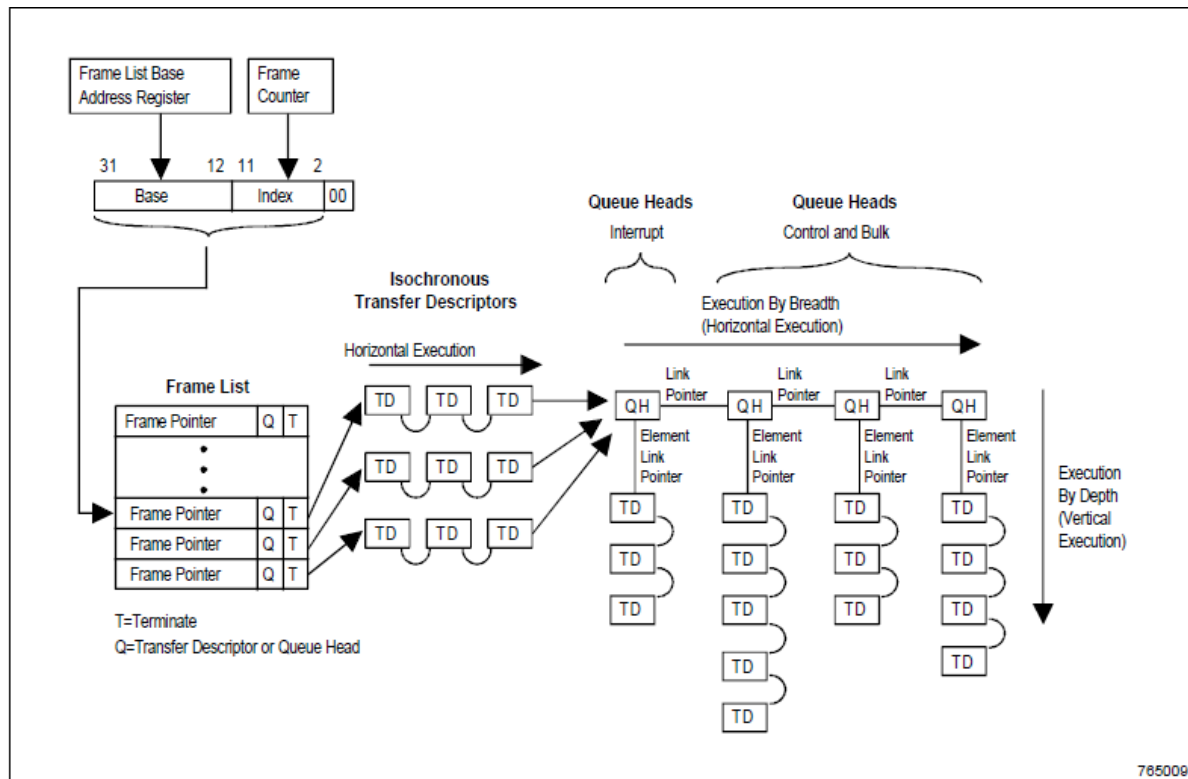 Frame List Base
Address Register
Frame
Counter
31 12 11 2
Base Index 00
Queue Heads
Interrupt
Queue Heads
Control and Bulk
Isochronous
Transfer Descriptors
Execution By Breadth
(Horizontal Execution)
Horizontal Execution
Frame List
Frame Pointer Q T
Frame Pointer Q T
Frame Pointer Q T
Frame Pointer Q T
T=Terminate
Q=Transfer Descriptor or Queue Head
TD TD TD
TD TD TD
TD TD TD
Link
Pointer
Link
Pointer
Link
Pointer
QH QH QH QH
Element
Link
Pointer
Element
Link
Pointer
Element
Link
Pointer
Element
Link
Pointer
TD TD TD TD
TD TD TD TD
TD TD TD TD
TD TD
TD
Execution
By Depth
(Vertical
Execution)
765009